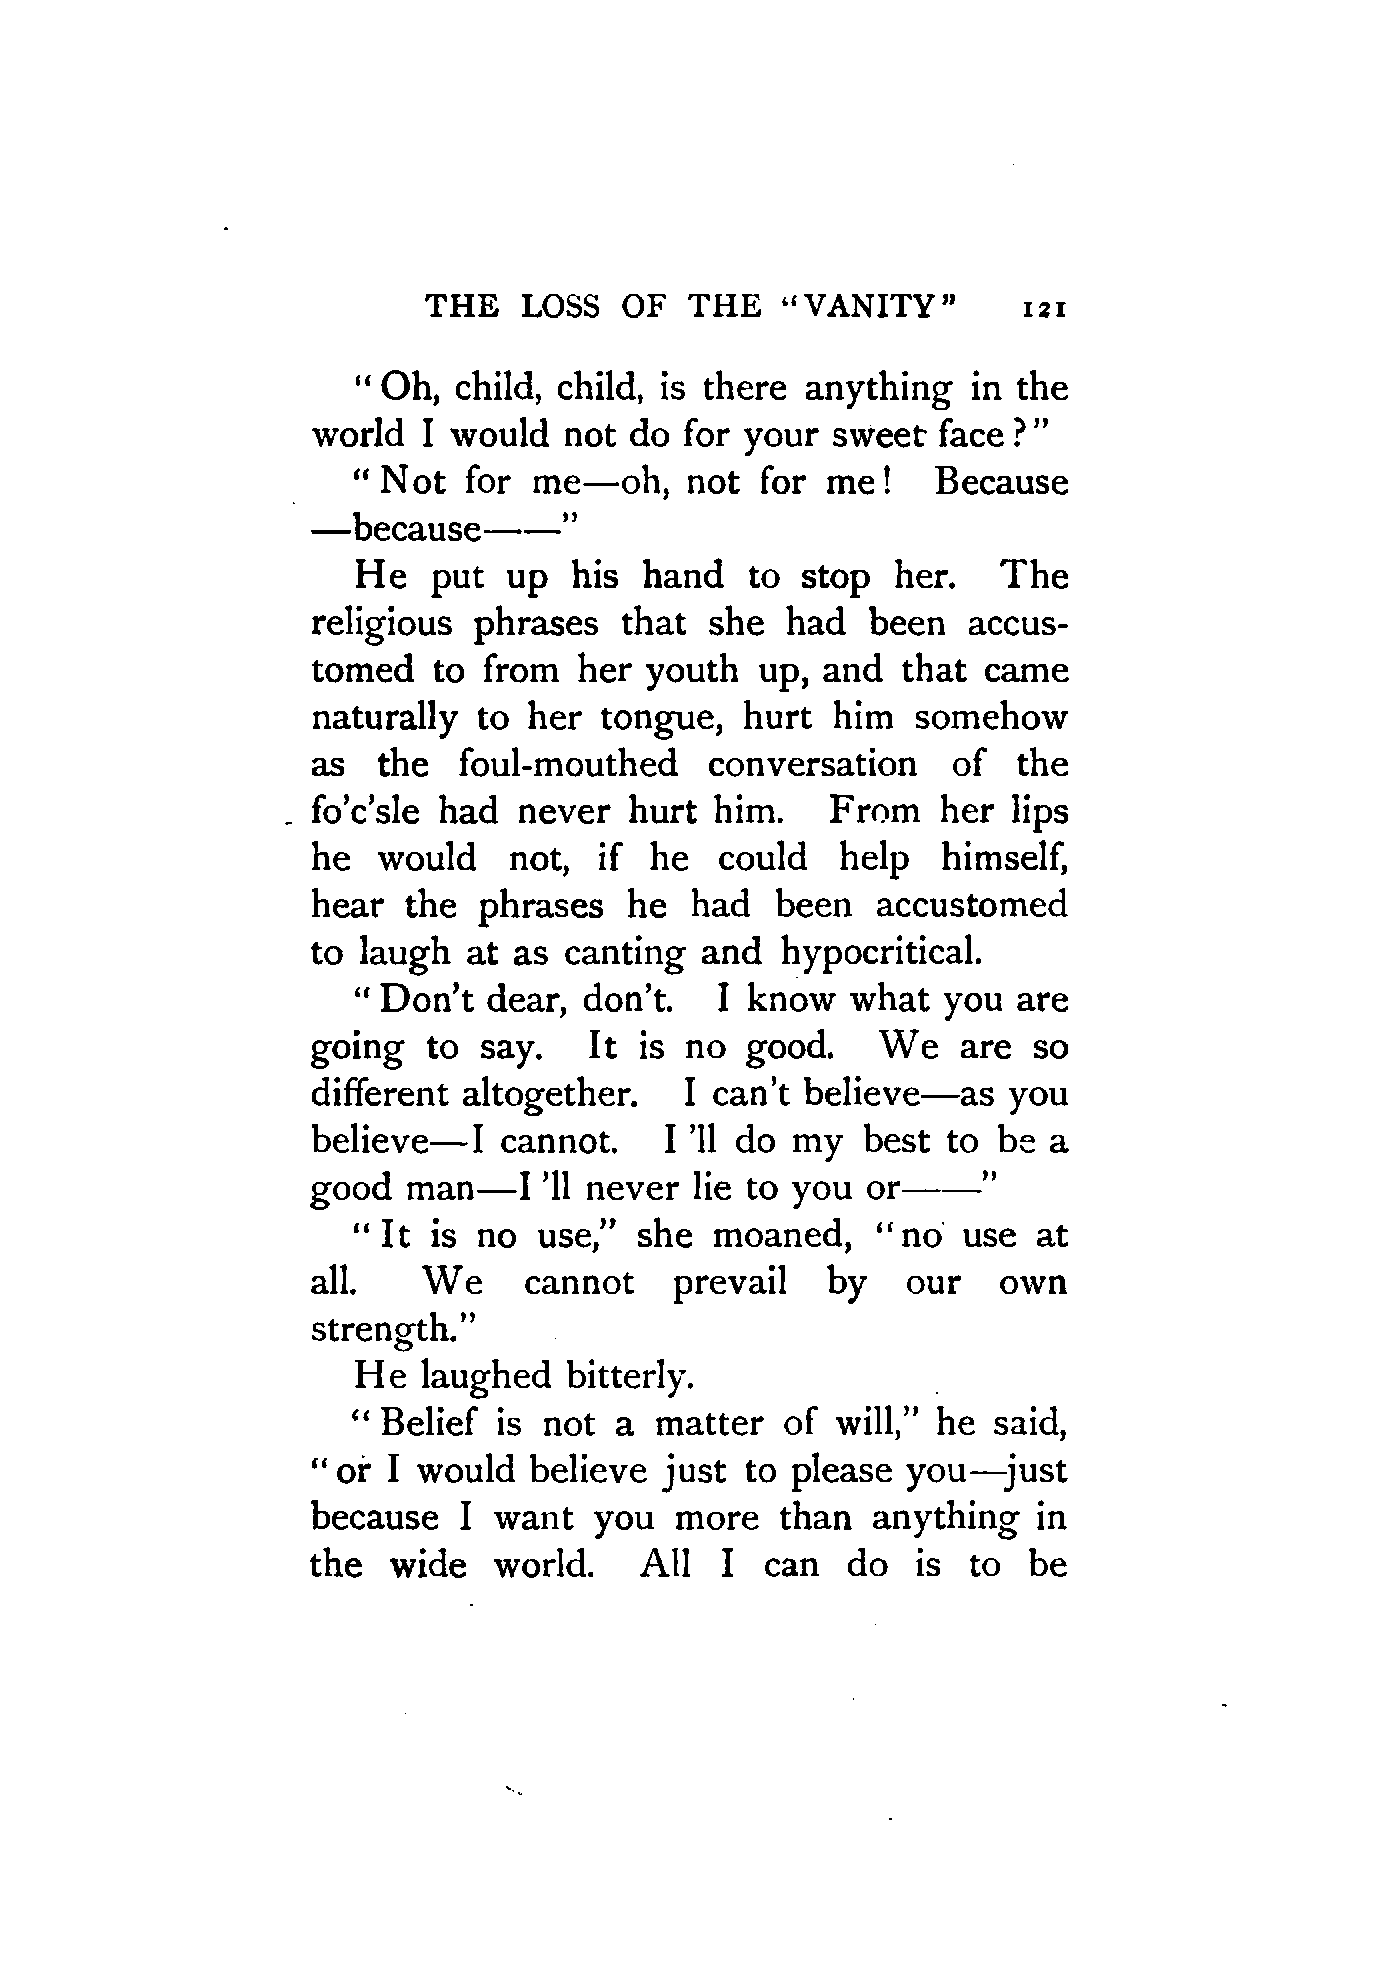 THE LOSS OF THE "VANITY" 121
"Oh, child, child, is there anything in the
world I would not do for your sweet face?"
"Not for me—oh, not for me! Because
—because——"
He put up his hand to stop her. The
religious phrases that she had been accus-
tomed to from her youth up, and that came
naturally to her tongue, hurt him somehow
as the foul-mouthed conversation of the
fo'c'sle had never hurt him. From her lips
he would not, if he could help himself,
hear the phrases he had been accustomed
to laugh at as canting and hypocritical.
"Don't dear, don't. I know what you are
going to say. It is no good. We are so
different altogether. I can't believe—as you
believe—I cannot. I 'll do my best to be a
good man—I 'll never lie to you or——"
"It is no use," she moaned, "no use at
all. We cannot prevail by our own
strength."
He laughed bitterly.
"Belief is not a matter of will," he said,
"or I would believe just to please you—just
because I want you more than anything in
the wide world. All I can do is to be